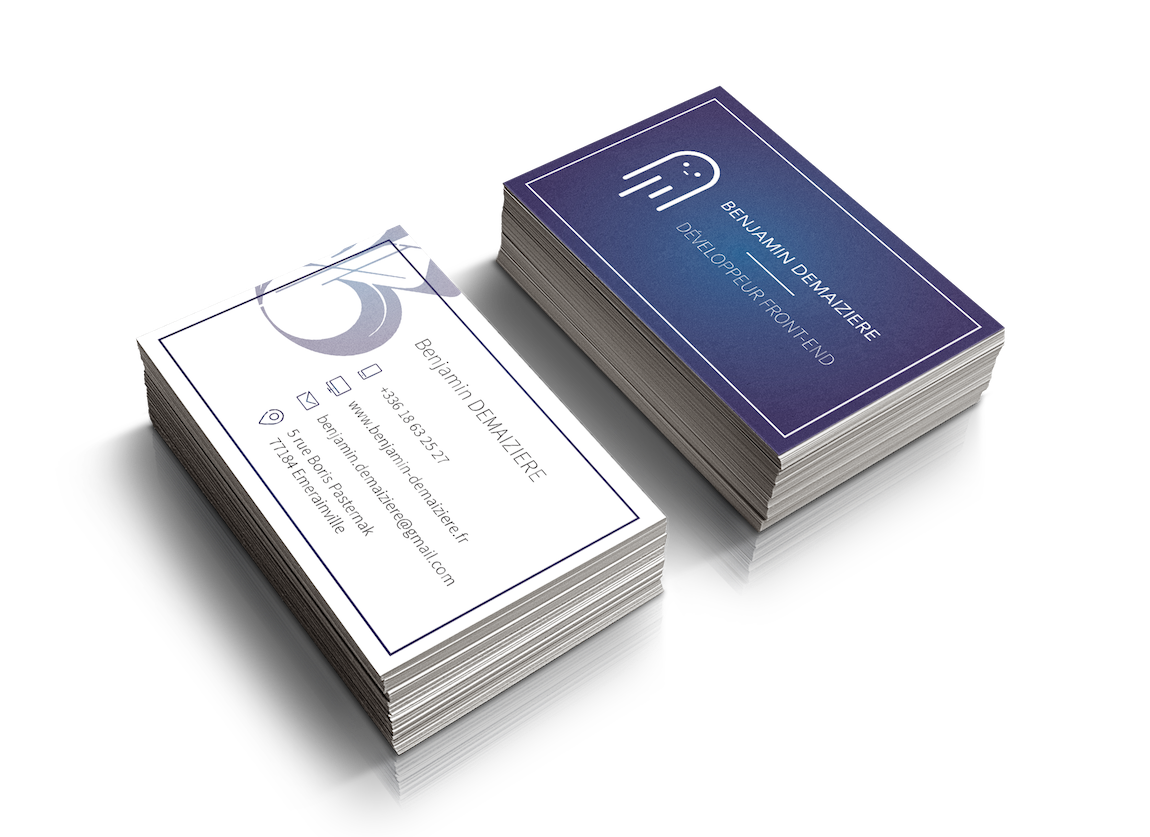 Benjamin DEMAIZIERE
+336 18 63 25 27
www.benjamin-demaiziere.fr
benjamin.demaiziere@gmail.com
5 rue Boris Pasternak
77184 Emerainville
BENJAMIN DEMAIZIERE
DÉVELOPPEUR FRONT-END